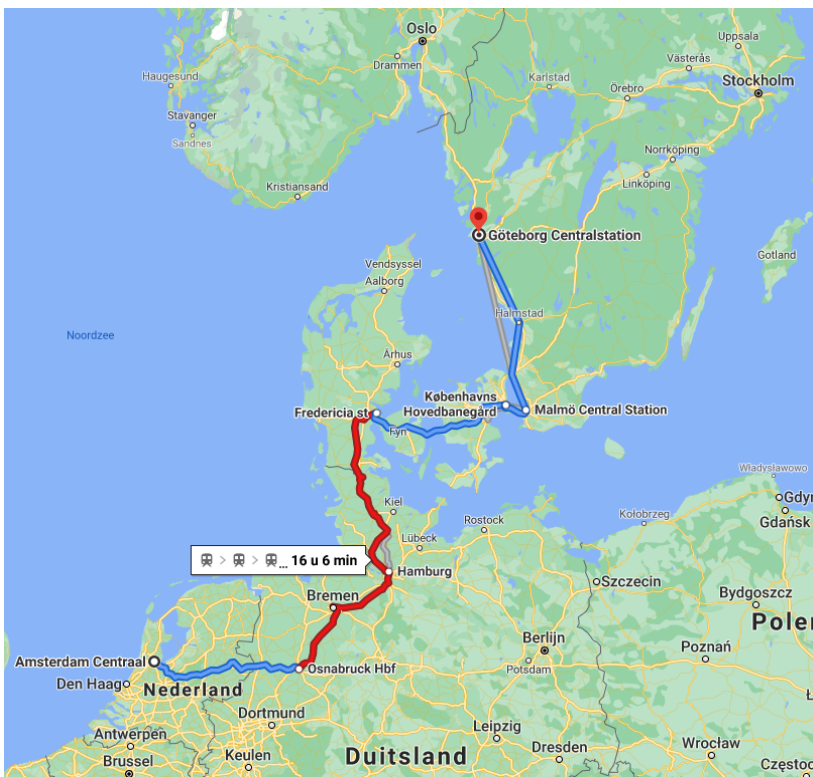 Oslo
Uppsala
Drammen
Västerås
Haugesund
Karlstad
Örebro
Stockholm
Stavanger
Sandnes
Norrköping
Linköping
Kristiansand
Göteborg Centralstation
Gotland
Vendsyssel
Aalborg
Halmstad
Noordzee
Århus
Københavns
Hovedbanegård
Fredericia st
Malmö Central Station
Fyn
Władysławowo
Gdyn
Kiel
Rostock
Kołobrzeg
Gdańsk
Lübeck
... 16 u 6 min
Hamburg
Szczecin
Bremen
Bydgoszcz
Poler
Berlijn
Poznań
Amsterdam Centraal
Osnabruck Hbf
Potsdam
Den Haag
Nederland
Dortmund
Antwerpen
Leipzig
Wrocław
Brussel
Keulen
Duitsland
Dresden
Częstoc